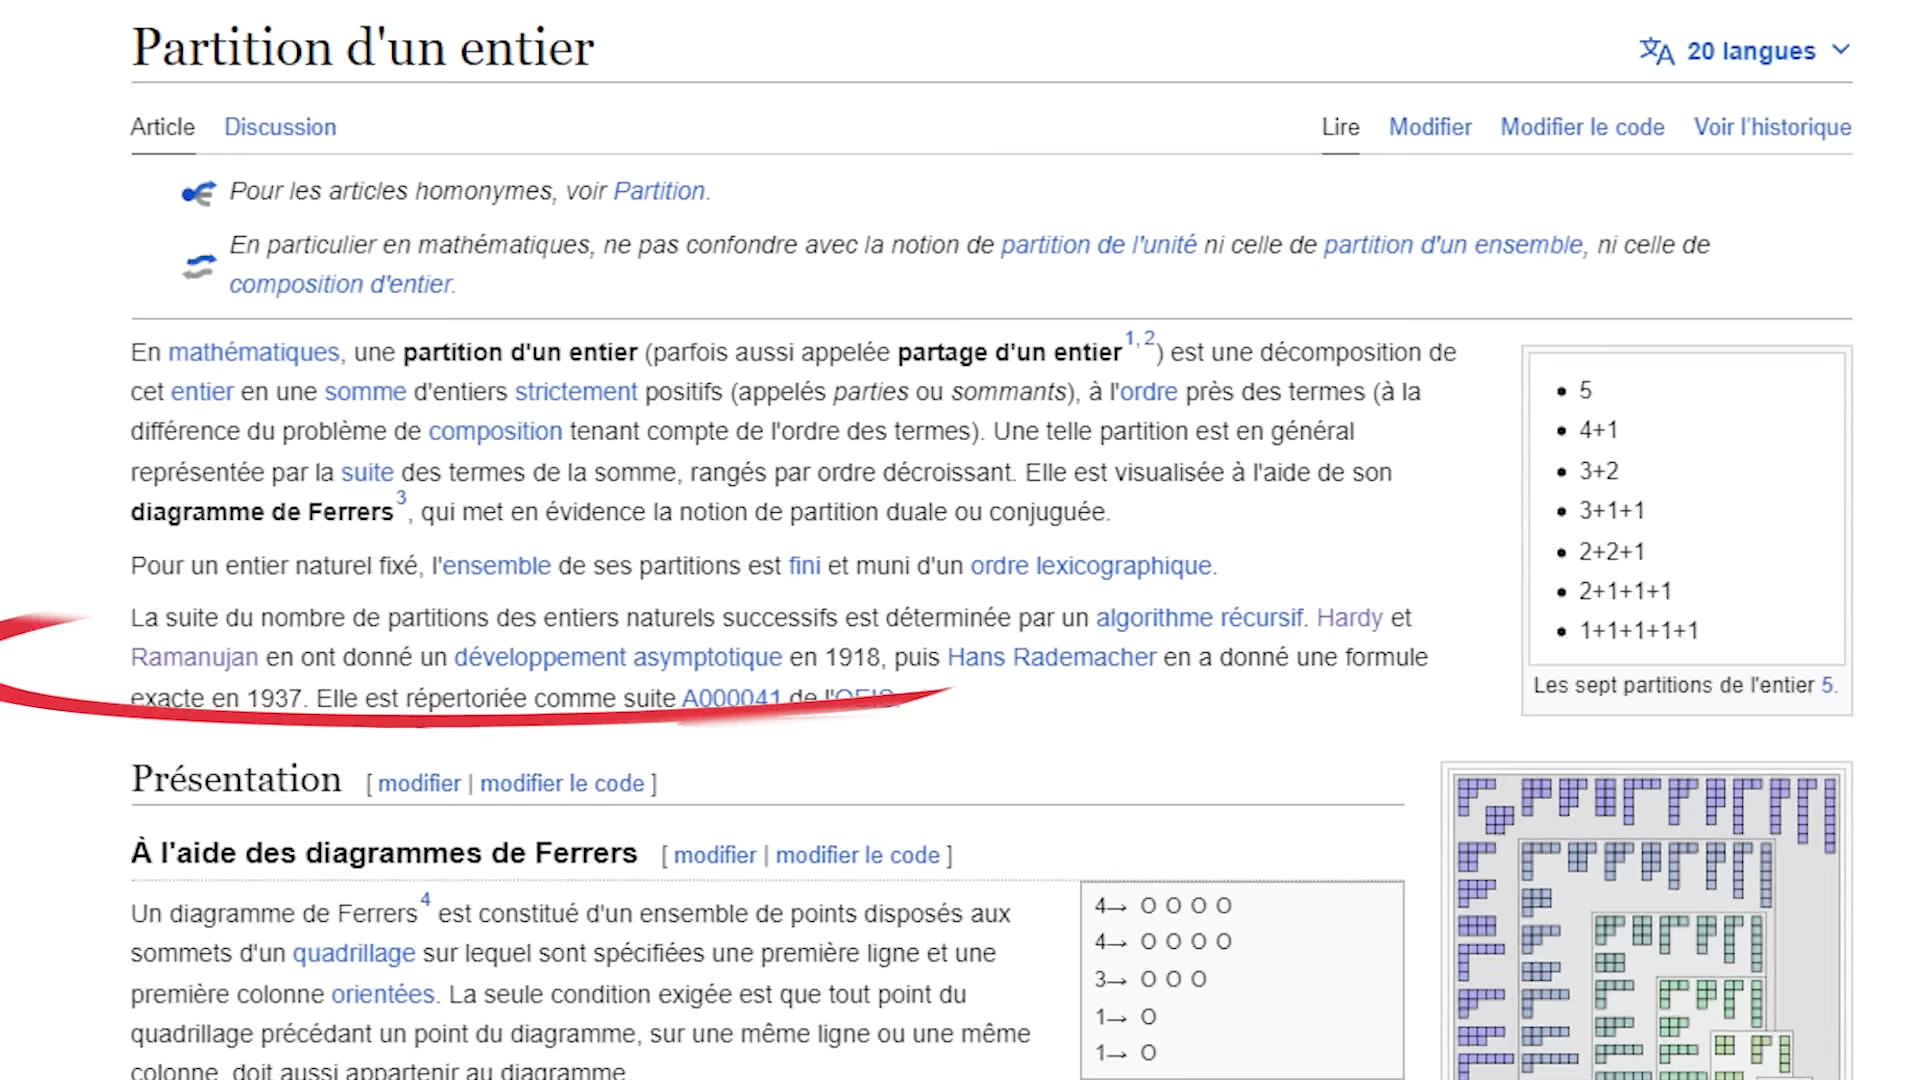 Partition d'un entier
20 langues
Article Discussion
Lire Modifier Modifier le code Voir l'historique
Pour les articles homonymes, voir Partition.
En particulier en mathématiques, ne pas confondre avec la notion de partition de l'unité ni celle de partition d'un ensemble, ni celle de
composition d'entier.
En mathématiques, une partition d'un entier (parfois aussi appelée partage d'un entier1, 2) est une décomposition de
cet entier en une somme d'entiers strictement positifs (appelés parties ou sommants), à l'ordre près des termes (à la
différence du problème de composition tenant compte de l'ordre des termes). Une telle partition est en général
représentée par la suite des termes de la somme, rangés par ordre décroissant. Elle est visualisée à l'aide de son
diagramme de Ferrers3, qui met en évidence la notion de partition duale ou conjuguée.
Pour un entier naturel fixé, l'ensemble de ses partitions est fini et muni d'un ordre lexicographique.
La suite du nombre de partitions des entiers naturels successifs est déterminée par un algorithme récursif. Hardy et
Ramanujan en ont donné un développement asymptotique en 1918, puis Hans Rademacher en a donné une formule
exacte en 1937. Elle est répertoriée comme suite A000041 de l'OEIS.
5
4+1
3+2
3+1+1
2+2+1
2+1+1+1
1+1+1+1+1
Les sept partitions de l'entier 5.
Présentation [ modifier | modifier le code ]
À l'aide des diagrammes de Ferrers [ modifier | modifier le code ]
Un diagramme de Ferrers4 est constitué d'un ensemble de points disposés aux
sommets d'un quadrillage sur lequel sont spécifiées une première ligne et une
première colonne orientées. La seule condition exigée est que tout point du
quadrillage précédant un point du diagramme, sur une même ligne ou une même
colonne, doit aussi appartenir au diagramme.
4→ O O O O
4→ O O O O
3→ O O O
1→ O
1→ O